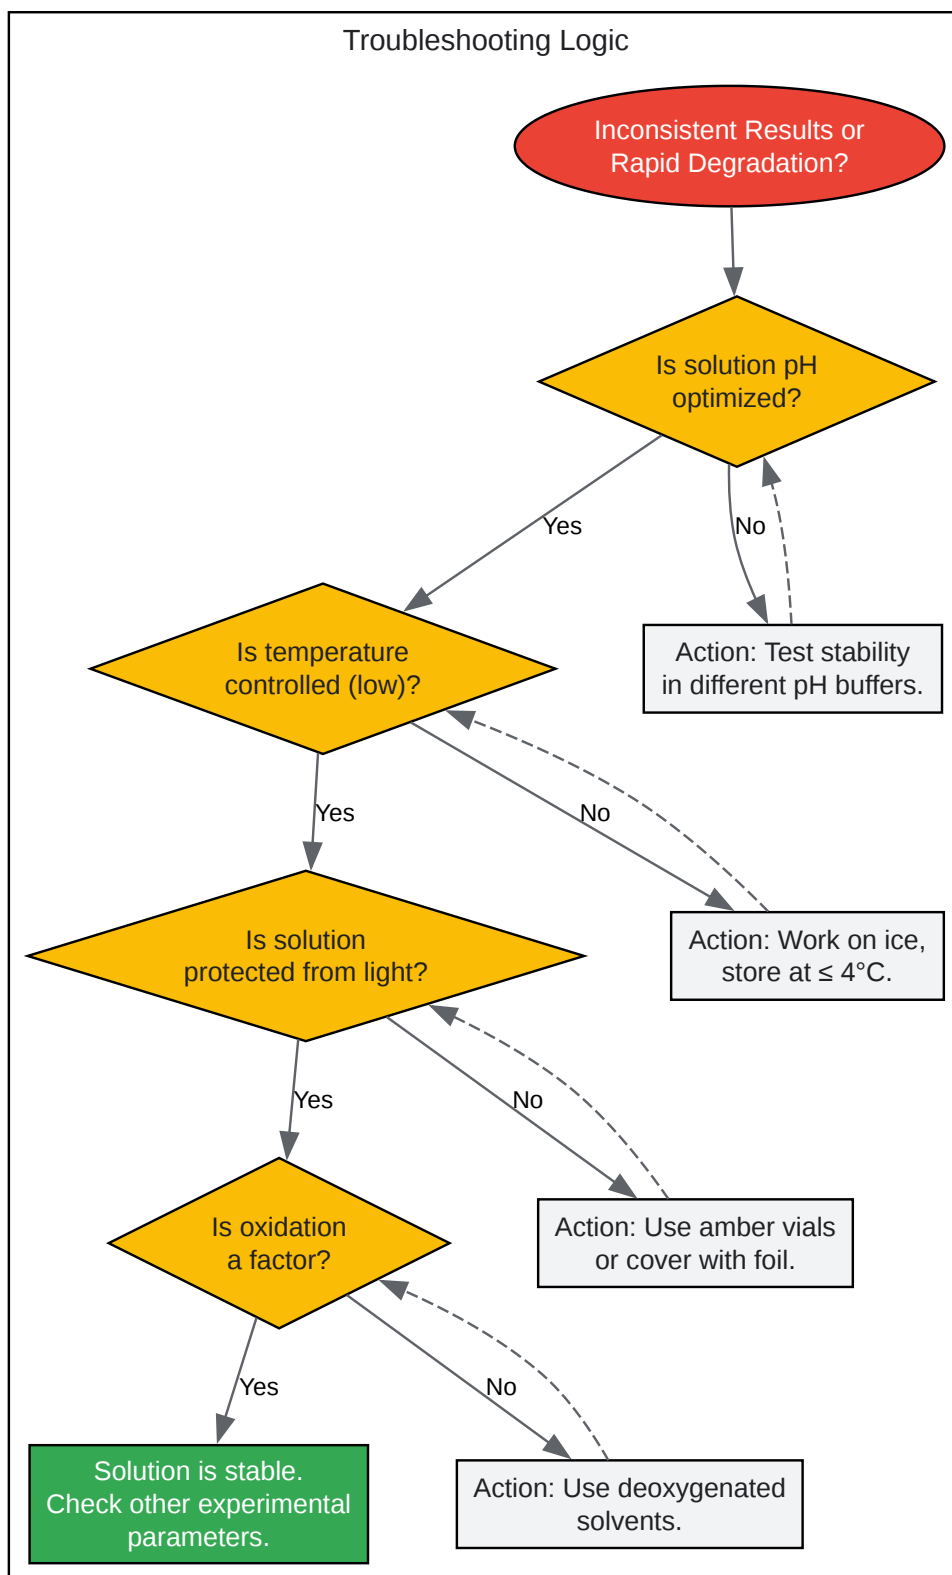 Troubleshooting Logic
Inconsistent Results or
Rapid Degradation?
Is solution pH
optimized?
Yes
No
Is temperature
controlled (low)?
Action: Test stability
in different pH buffers.
Yes
No
Is solution
protected from light?
Action: Work on ice,
store at ≤ 4°C.
Yes
No
Is oxidation
a factor?
Action: Use amber vials
or cover with foil.
Yes
No
Solution is stable.
Check other experimental
parameters.
Action: Use deoxygenated
solvents.